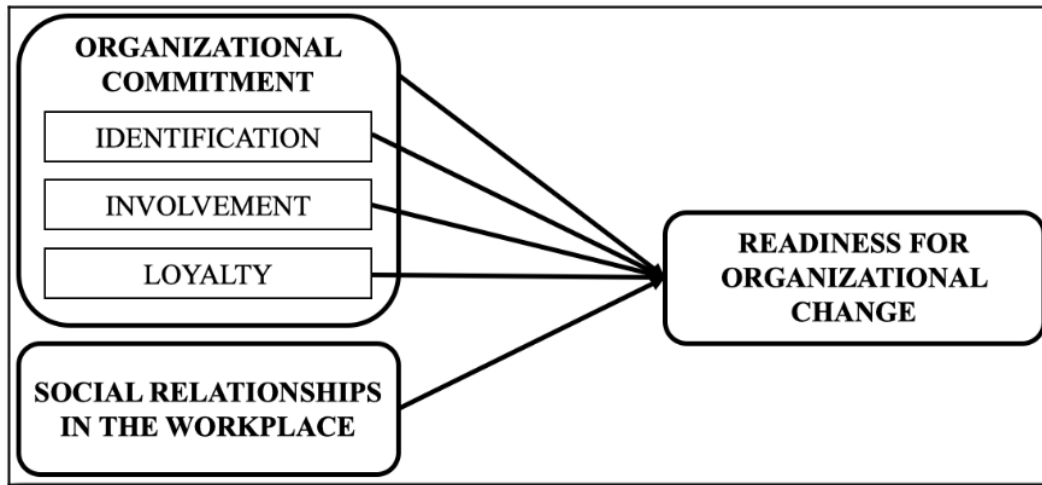 ORGANIZATIONAL
COMMITMENT
IDENTIFICATION
INVOLVEMENT
LOYALTY
SOCIAL RELATIONSHIPS
IN THE WORKPLACE
READINESS FOR
ORGANIZATIONAL
CHANGE